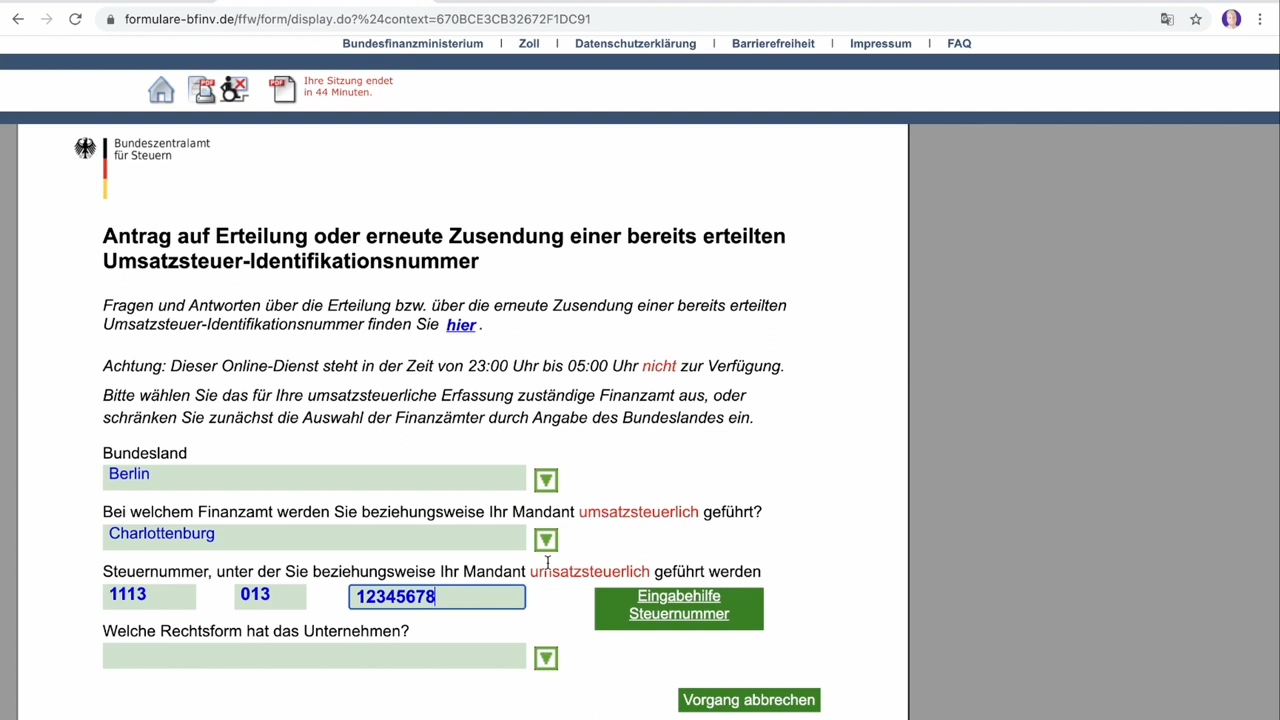 formulare-bfinv.de/ffw/form/display.do?%24context=670BCE3CB32672F1DC91
Bundesfinanzministerium | Zoll | Datenschutzerklärung | Barrierefreiheit | Impressum | FAQ
PDF
PDF
Ihre Sitzung endet
in 44 Minuten.
Bundeszentralamt
für Steuern
Antrag auf Erteilung oder erneute Zusendung einer bereits erteilten
Umsatzsteuer-Identifikationsnummer
Fragen und Antworten über die Erteilung bzw. über die erneute Zusendung einer bereits erteilten
Umsatzsteuer-Identifikationsnummer finden Sie hier .
Achtung: Dieser Online-Dienst steht in der Zeit von 23:00 Uhr bis 05:00 Uhr nicht zur Verfügung.
Bitte wählen Sie das für Ihre umsatzsteuerliche Erfassung zuständige Finanzamt aus, oder
schränken Sie zunächst die Auswahl der Finanzämter durch Angabe des Bundeslandes ein.
Bundesland
Berlin
Bei welchem Finanzamt werden Sie beziehungsweise Ihr Mandant umsatzsteuerlich geführt?
Charlottenburg
Steuernummer, unter der Sie beziehungsweise Ihr Mandant umsatzsteuerlich geführt werden
1113 013 12345678
Eingabehilfe
Steuernummer
Welche Rechtsform hat das Unternehmen?
Vorgang abbrechen